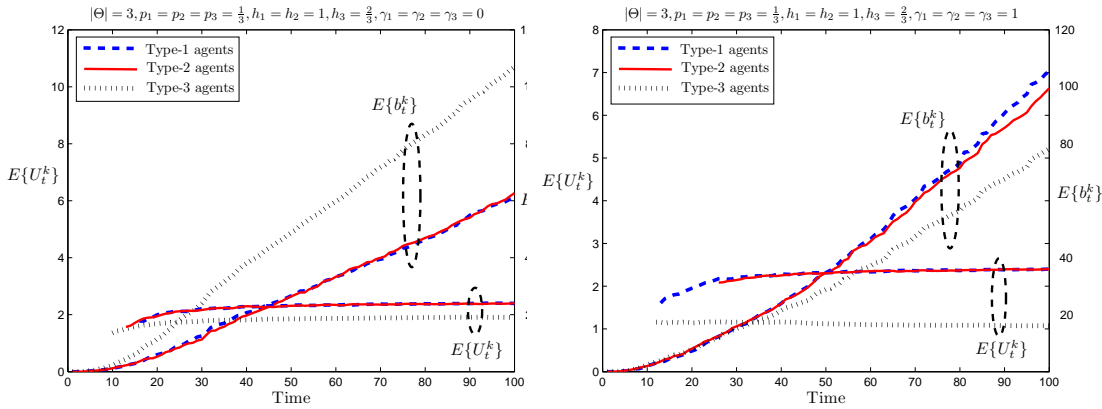 |Θ| = 3, p₁ = p₂ = p₃ = 1/3, h₁ = h₂ = 1, h₃ = 2/3, γ₁ = γ₂ = γ₃ = 0
12
10
8
6
4
2
0
E{U_t^k}
Type-1 agents
Type-2 agents
Type-3 agents
E{b_t^k}
E{U_t^k}
0 10 20 30 40 50 60 70 80 90 100
Time
|Θ| = 3, p₁ = p₂ = p₃ = 1/3, h₁ = h₂ = 1, h₃ = 2/3, γ₁ = γ₂ = γ₃ = 1
8
7
6
5
4
3
2
1
0
E{U_t^k}
Type-1 agents
Type-2 agents
Type-3 agents
E{b_t^k}
E{U_t^k}
120
100
80
60
40
20
E{b_t^k}
0 10 20 30 40 50 60 70 80 90 100
Time